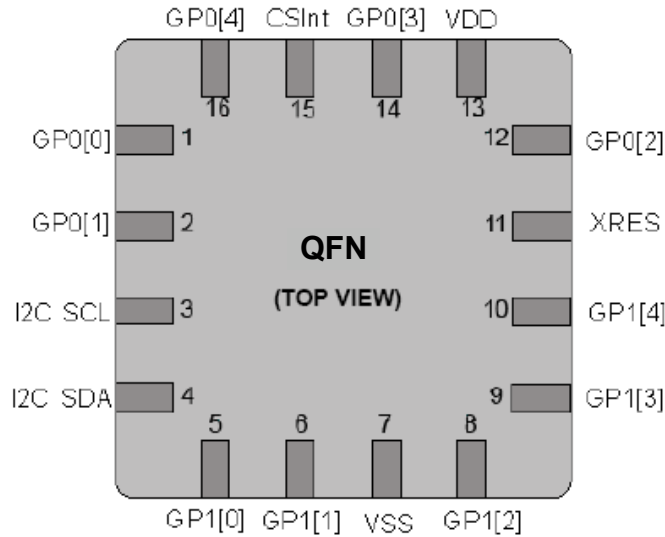 GP0[4] CSInt GP0[3] VDD
16 15 14 13
GP0[0] 1 12 GP0[2]
GP0[1] 2 11 XRES
QFN
(TOP VIEW)
I2C SCL 3 10 GP1[4]
I2C SDA 4 9 GP1[3]
5 6 7 8
GP1[0] GP1[1] VSS GP1[2]